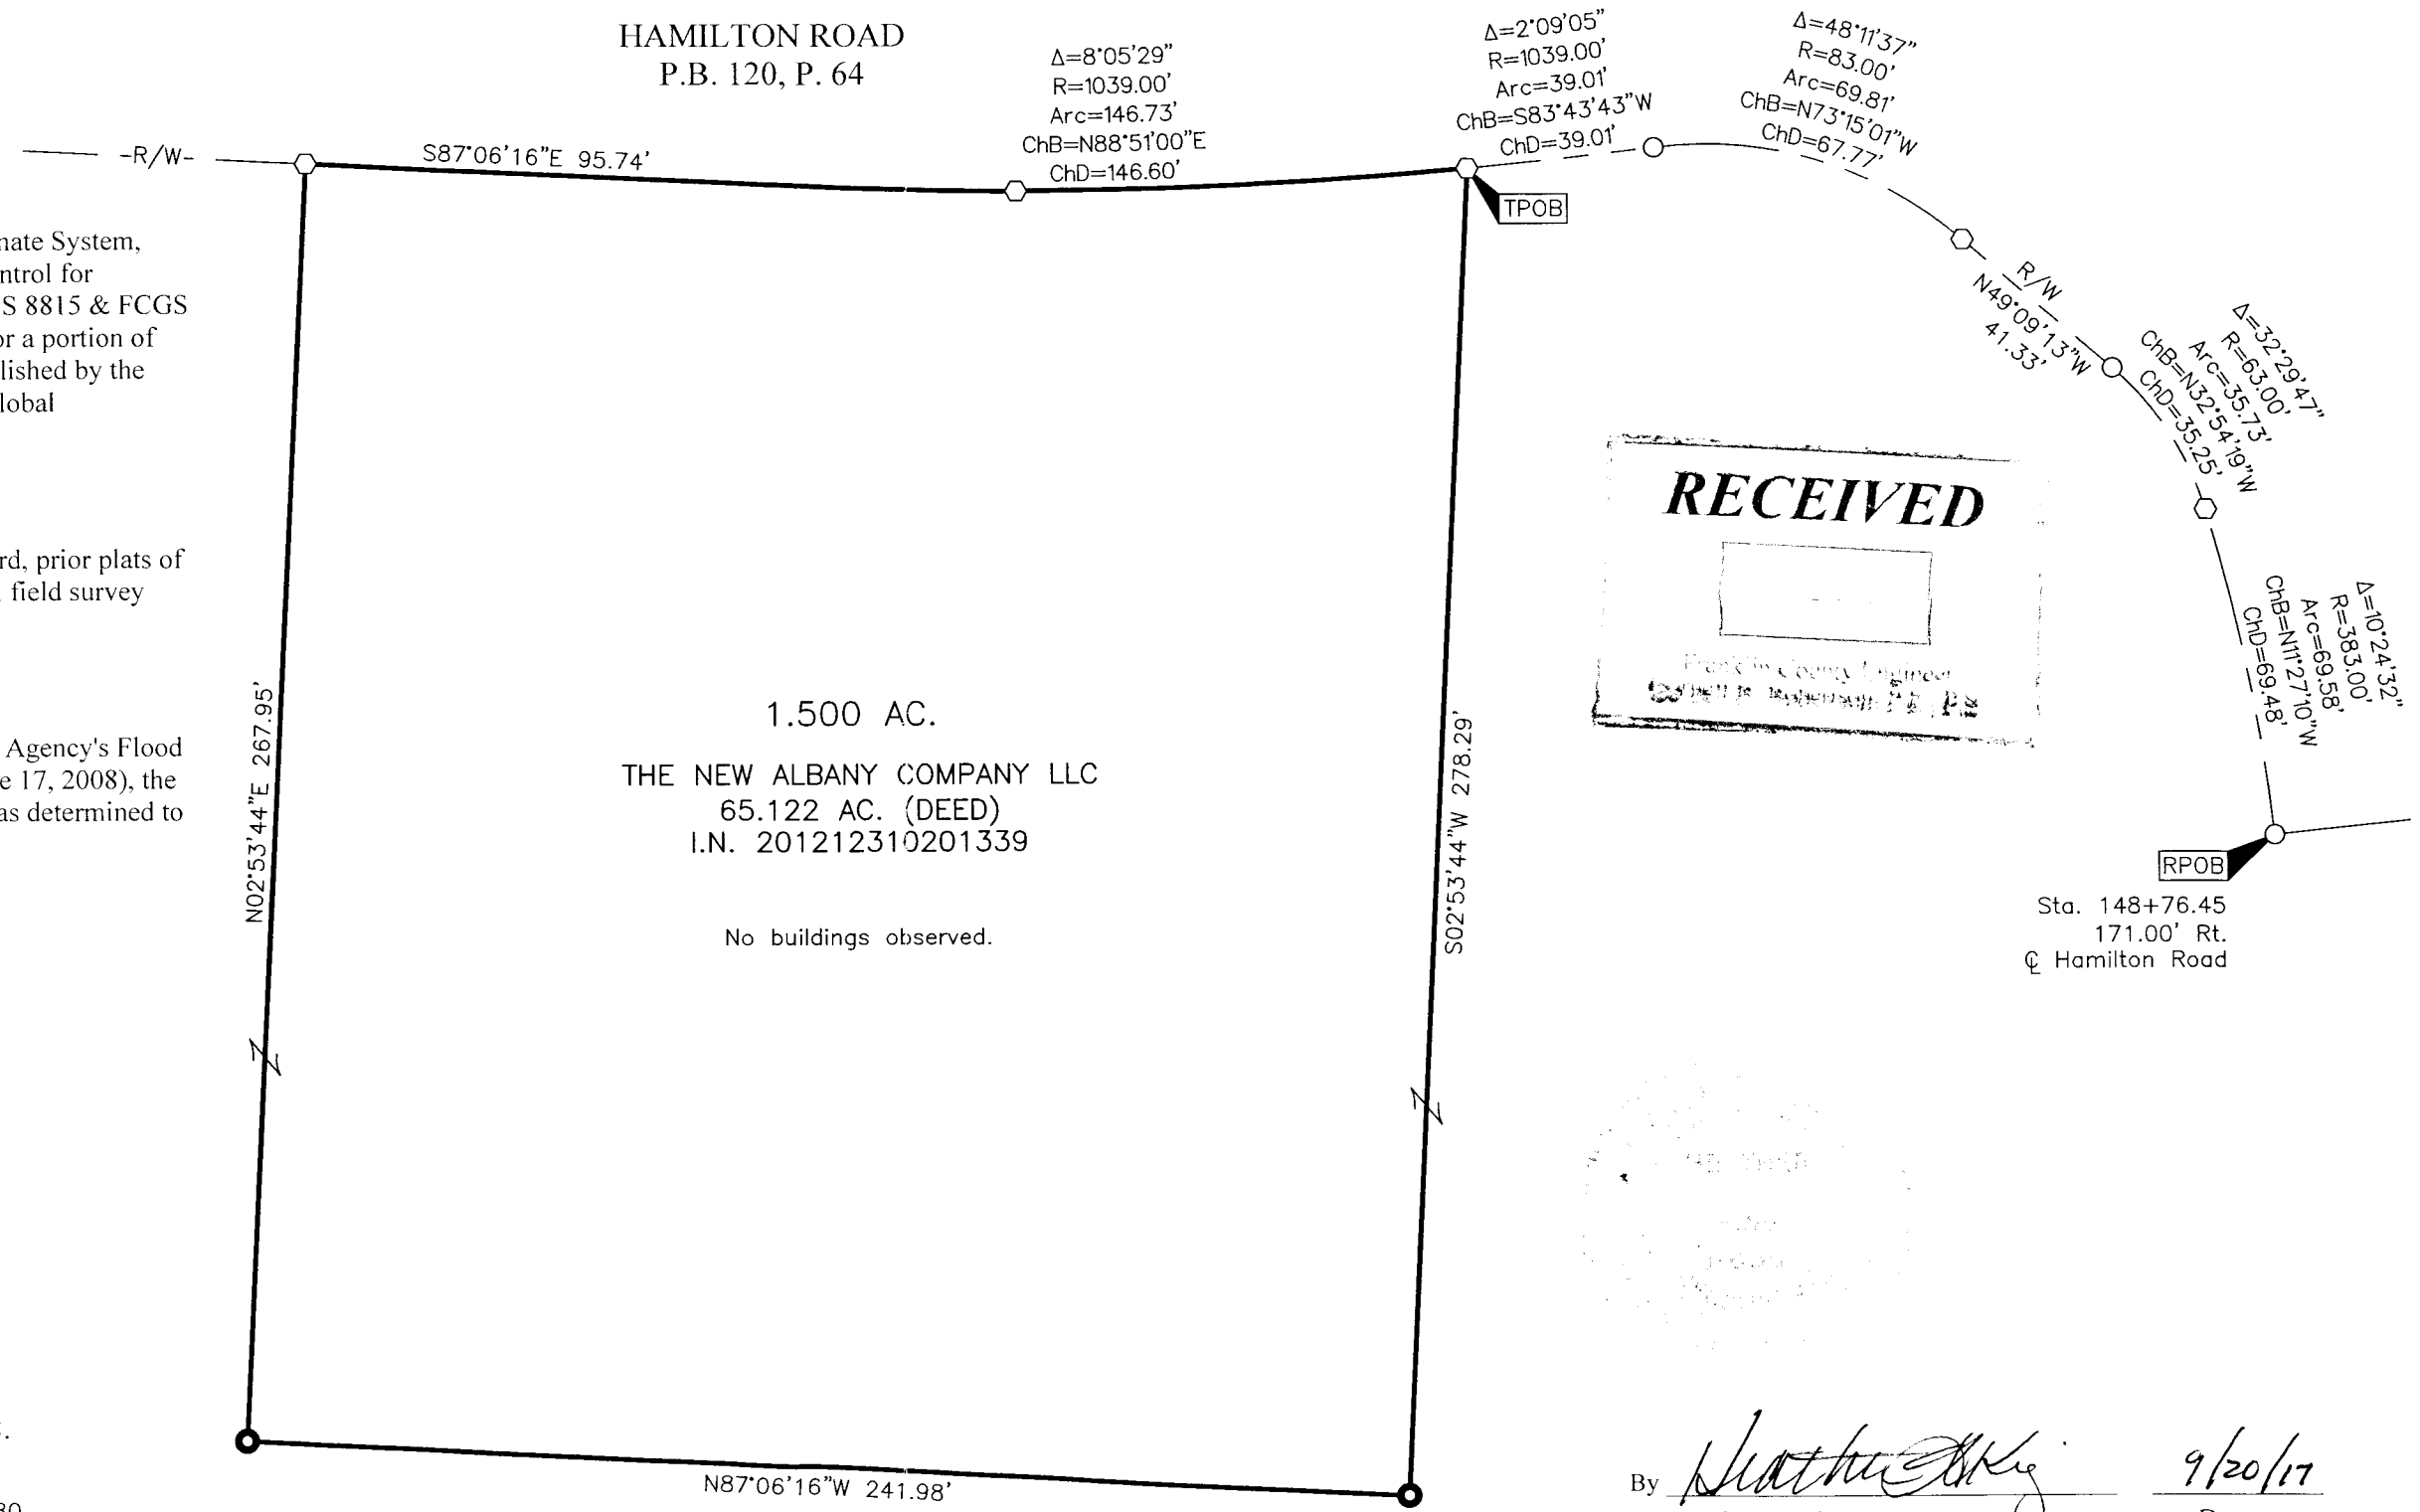 HAMILTON ROAD
P.B. 120, P. 64
Δ=8°05'29"
R=1039.00'
Arc=146.73'
ChB=N88°51'00"E
ChD=146.60'
Δ=2°09'05"
R=1039.00'
Arc=39.01'
ChB=S83°43'43"W
ChD=39.01'
Δ=48°11'37"
R=83.00'
Arc=69.81'
ChB=N73°15'01"W
ChD=67.77'
-R/W-
S87°06'16"E 95.74'
TPOB
nate System,
ntrol for
S 8815 & FCGS
or a portion of
lished by the
lobal
R/W
N49°09'13"W
41.33'
Δ=32°29'47"
R=63.00'
Arc=35.73'
ChB=N32°54'19"W
ChD=35.25'
RECEIVED
Franklin County Engineer
rd, prior plats of
field survey
Δ=10°24'32"
R=383.00'
Arc=69.58'
ChB=N11°27'10"W
ChD=69.48'
N02°53'44"E 267.95'
1.500 AC.
THE NEW ALBANY COMPANY LLC
65.122 AC. (DEED)
I.N. 201212310201339
No buildings observed.
S02°53'44"W 278.29'
Agency's Flood
e 17, 2008), the
as determined to
RPOB
Sta. 148+76.45
171.00' Rt.
℄ Hamilton Road
N87°06'16"W 241.98'
By
9/20/17